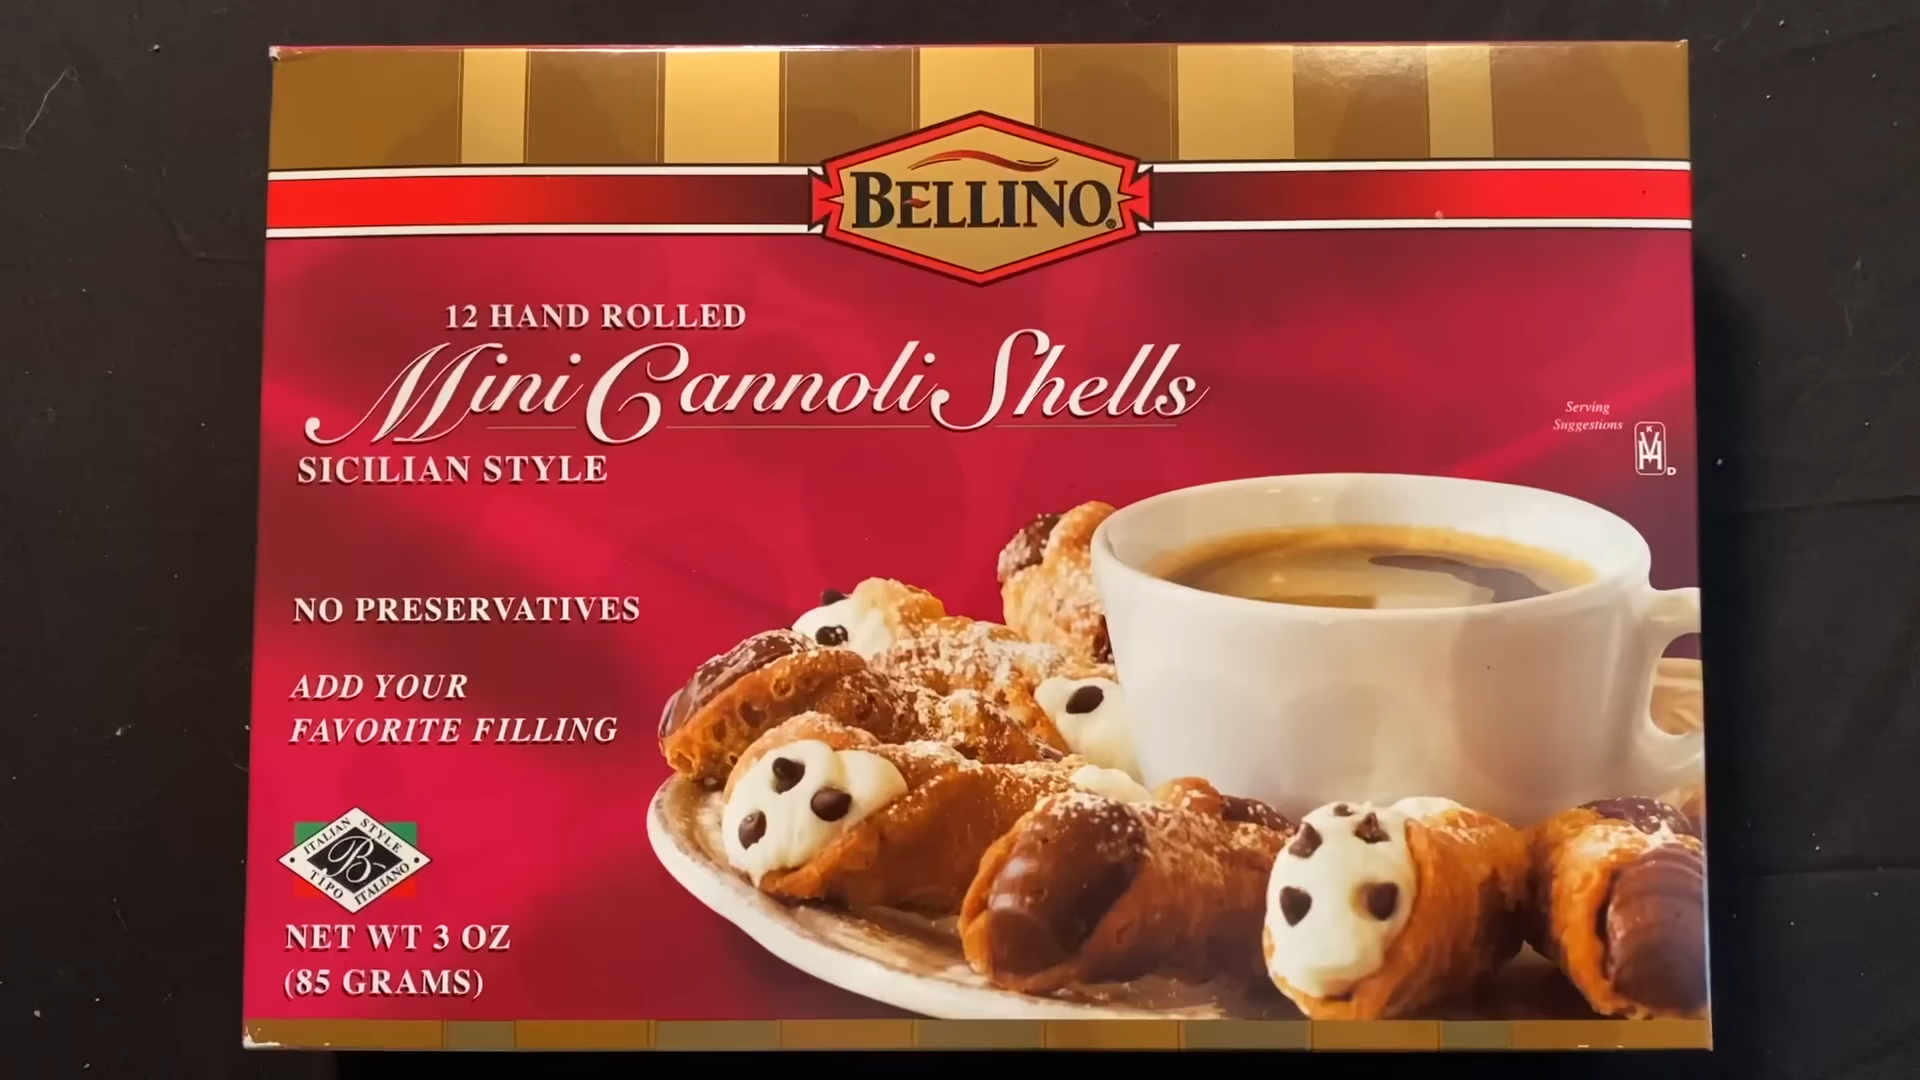 BELLINO®
12 HAND ROLLED
Mini Cannoli Shells
SICILIAN STYLE
Serving
Suggestions
K
VH
D
NO PRESERVATIVES
ADD YOUR
FAVORITE FILLING
ITALIAN STYLE
B
TIPO ITALIANO
NET WT 3 OZ
(85 GRAMS)